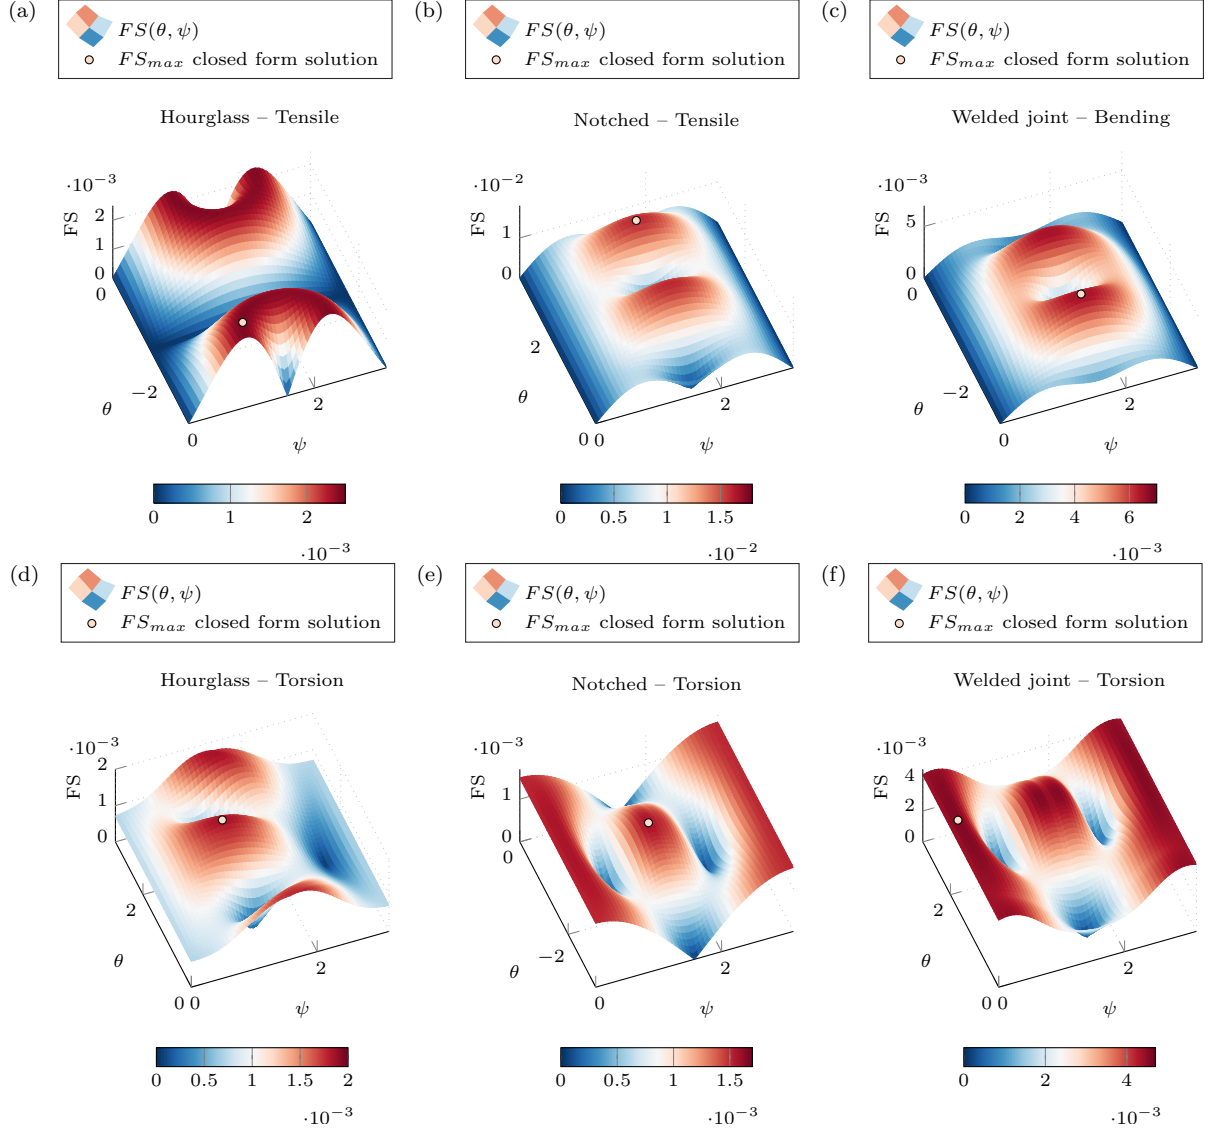 (a)
FS(θ, ψ)
FS_max closed form solution
Hourglass – Tensile
·10⁻³
FS
2
1
0
0
−2
θ
0
2
ψ
0 1 2
·10⁻³
(b)
FS(θ, ψ)
FS_max closed form solution
Notched – Tensile
·10⁻²
FS
1
0
2
θ
0 0
2
ψ
0 0.5 1 1.5
·10⁻²
(c)
FS(θ, ψ)
FS_max closed form solution
Welded joint – Bending
·10⁻³
FS
5
0
0
−2
θ
0
2
ψ
0 2 4 6
·10⁻³
(d)
FS(θ, ψ)
FS_max closed form solution
Hourglass – Torsion
·10⁻³
FS
2
1
0
2
θ
0 0
2
ψ
0 0.5 1 1.5 2
·10⁻³
(e)
FS(θ, ψ)
FS_max closed form solution
Notched – Torsion
·10⁻³
FS
1
0
0
−2
θ
0
2
ψ
0 0.5 1 1.5
·10⁻³
(f)
FS(θ, ψ)
FS_max closed form solution
Welded joint – Torsion
·10⁻³
FS
4
2
0
2
θ
0 0
2
ψ
0 2 4
·10⁻³